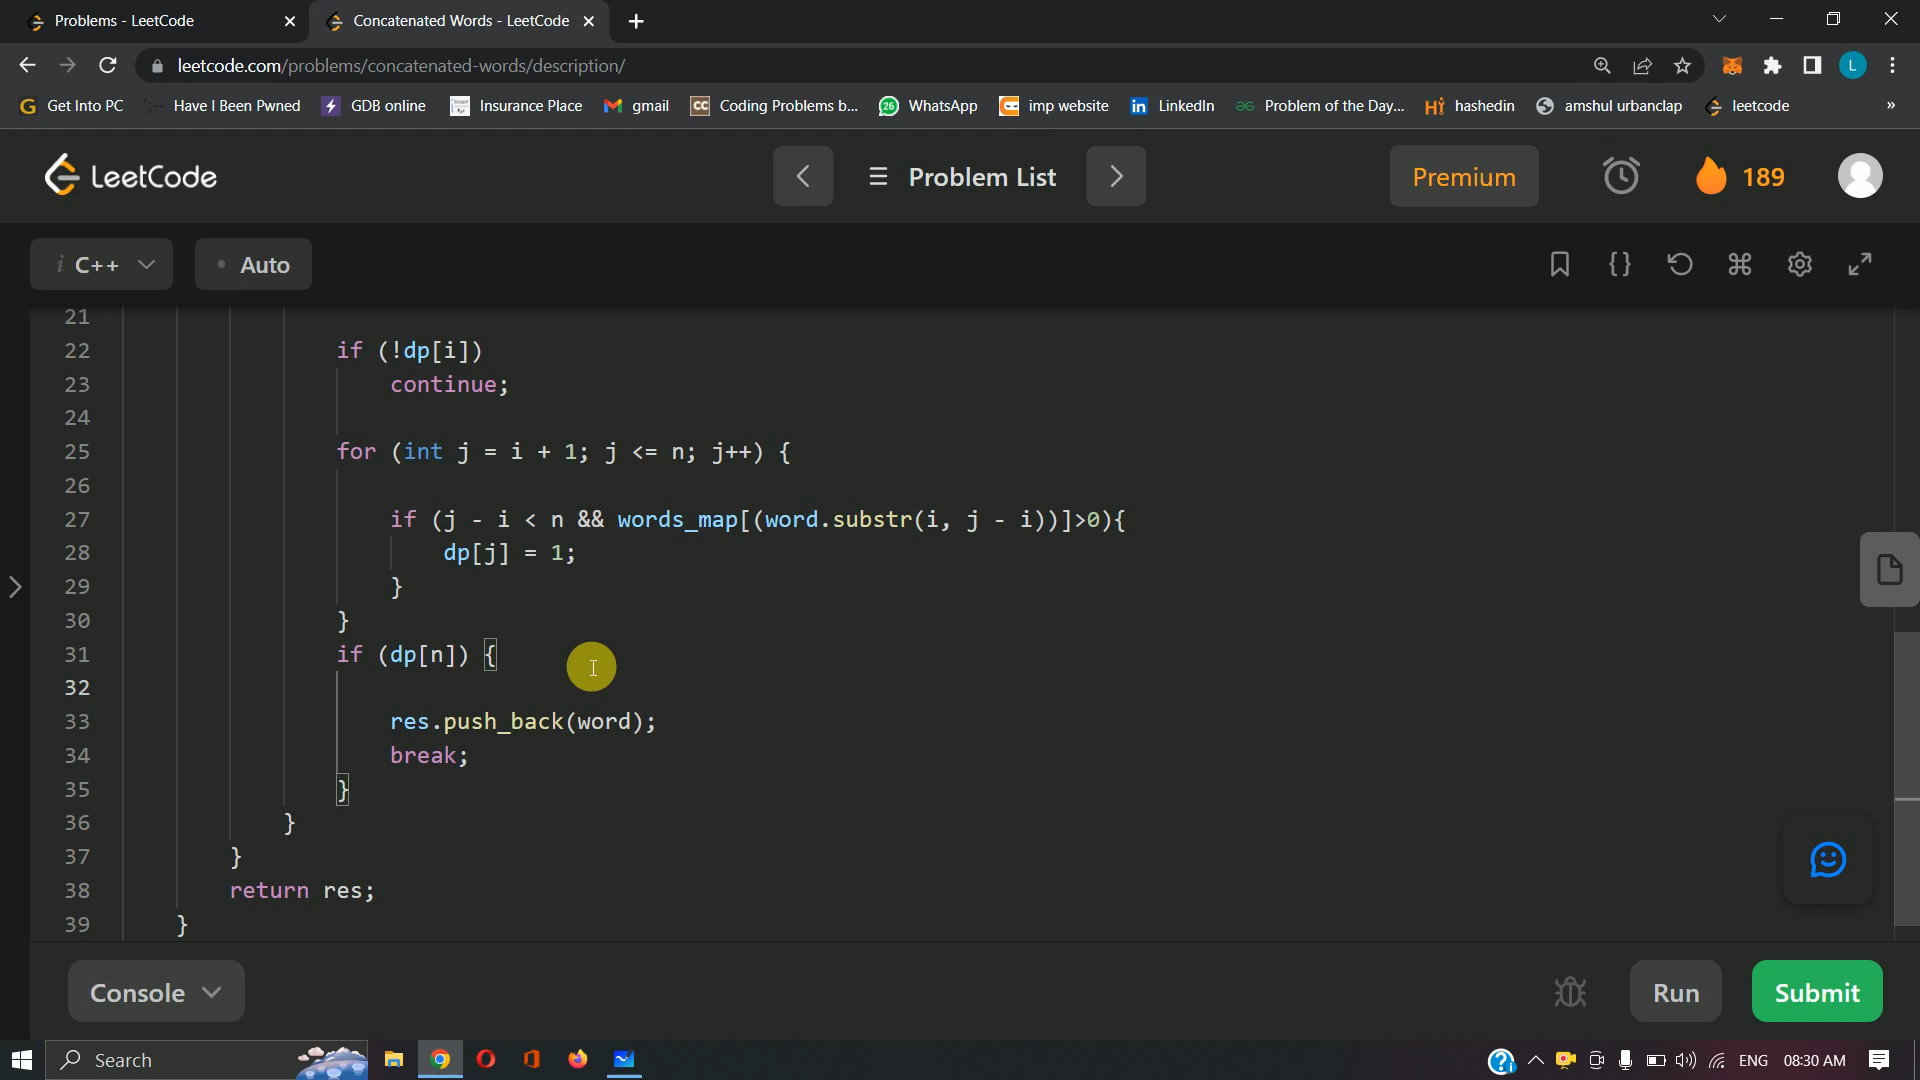 Problems - LeetCode
Concatenated Words - LeetCode
leetcode.com/problems/concatenated-words/description/
Get Into PC
Have I Been Pwned
GDB online
Insurance Place
gmail
Coding Problems b...
WhatsApp
imp website
LinkedIn
Problem of the Day...
hashedin
amshul urbanclap
leetcode
»
LeetCode
Problem List
Premium
189
i C++
Auto
21
22 if (!dp[i])
23 continue;
24
25 for (int j = i + 1; j <= n; j++) {
26
27 if (j - i < n && words_map[(word.substr(i, j - i))]>0){
28 dp[j] = 1;
29 }
30 }
31 if (dp[n]) {
32
33 res.push_back(word);
34 break;
35 }
36 }
37 }
38 return res;
39 }
Console
Run
Submit
Search
ENG
08:30 AM